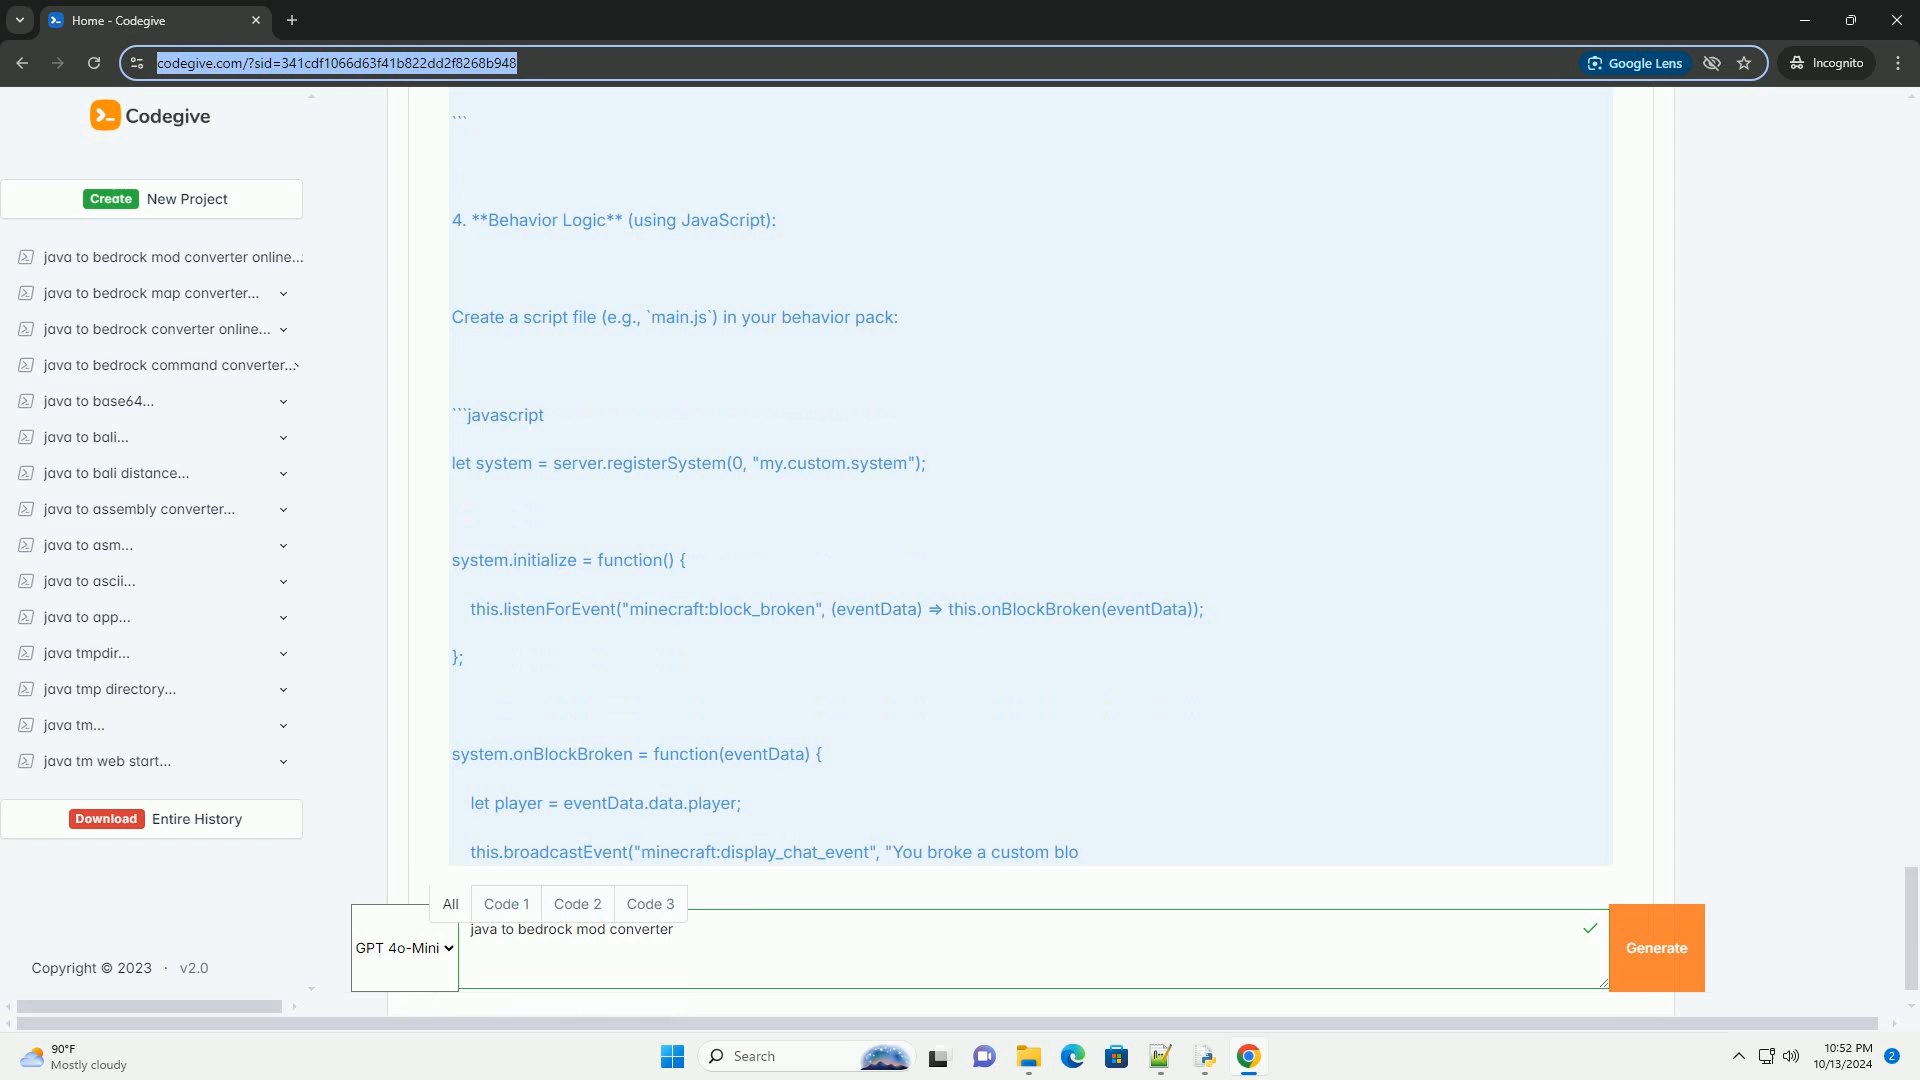 Home - Codegive
codegive.com/?sid=341cdf1066d63f41b822dd2f8268b948
Google Lens
Incognito
Codegive
Create New Project
java to bedrock mod converter online...
java to bedrock map converter...
java to bedrock converter online...
java to bedrock command converter...
java to base64...
java to bali...
java to bali distance...
java to assembly converter...
java to asm...
java to ascii...
java to app...
java tmpdir...
java tmp directory...
java tm...
java tm web start...
Download Entire History
Copyright © 2023 · v2.0
```
4. **Behavior Logic** (using JavaScript):
Create a script file (e.g., `main.js`) in your behavior pack:
```javascript
let system = server.registerSystem(0, "my.custom.system");
system.initialize = function() {
this.listenForEvent("minecraft:block_broken", (eventData) => this.onBlockBroken(eventData));
};
system.onBlockBroken = function(eventData) {
let player = eventData.data.player;
this.broadcastEvent("minecraft:display_chat_event", "You broke a custom blo
All Code 1 Code 2 Code 3
GPT 4o-Mini
java to bedrock mod converter
Generate
90°F
Mostly cloudy
Search
10:52 PM
10/13/2024
2